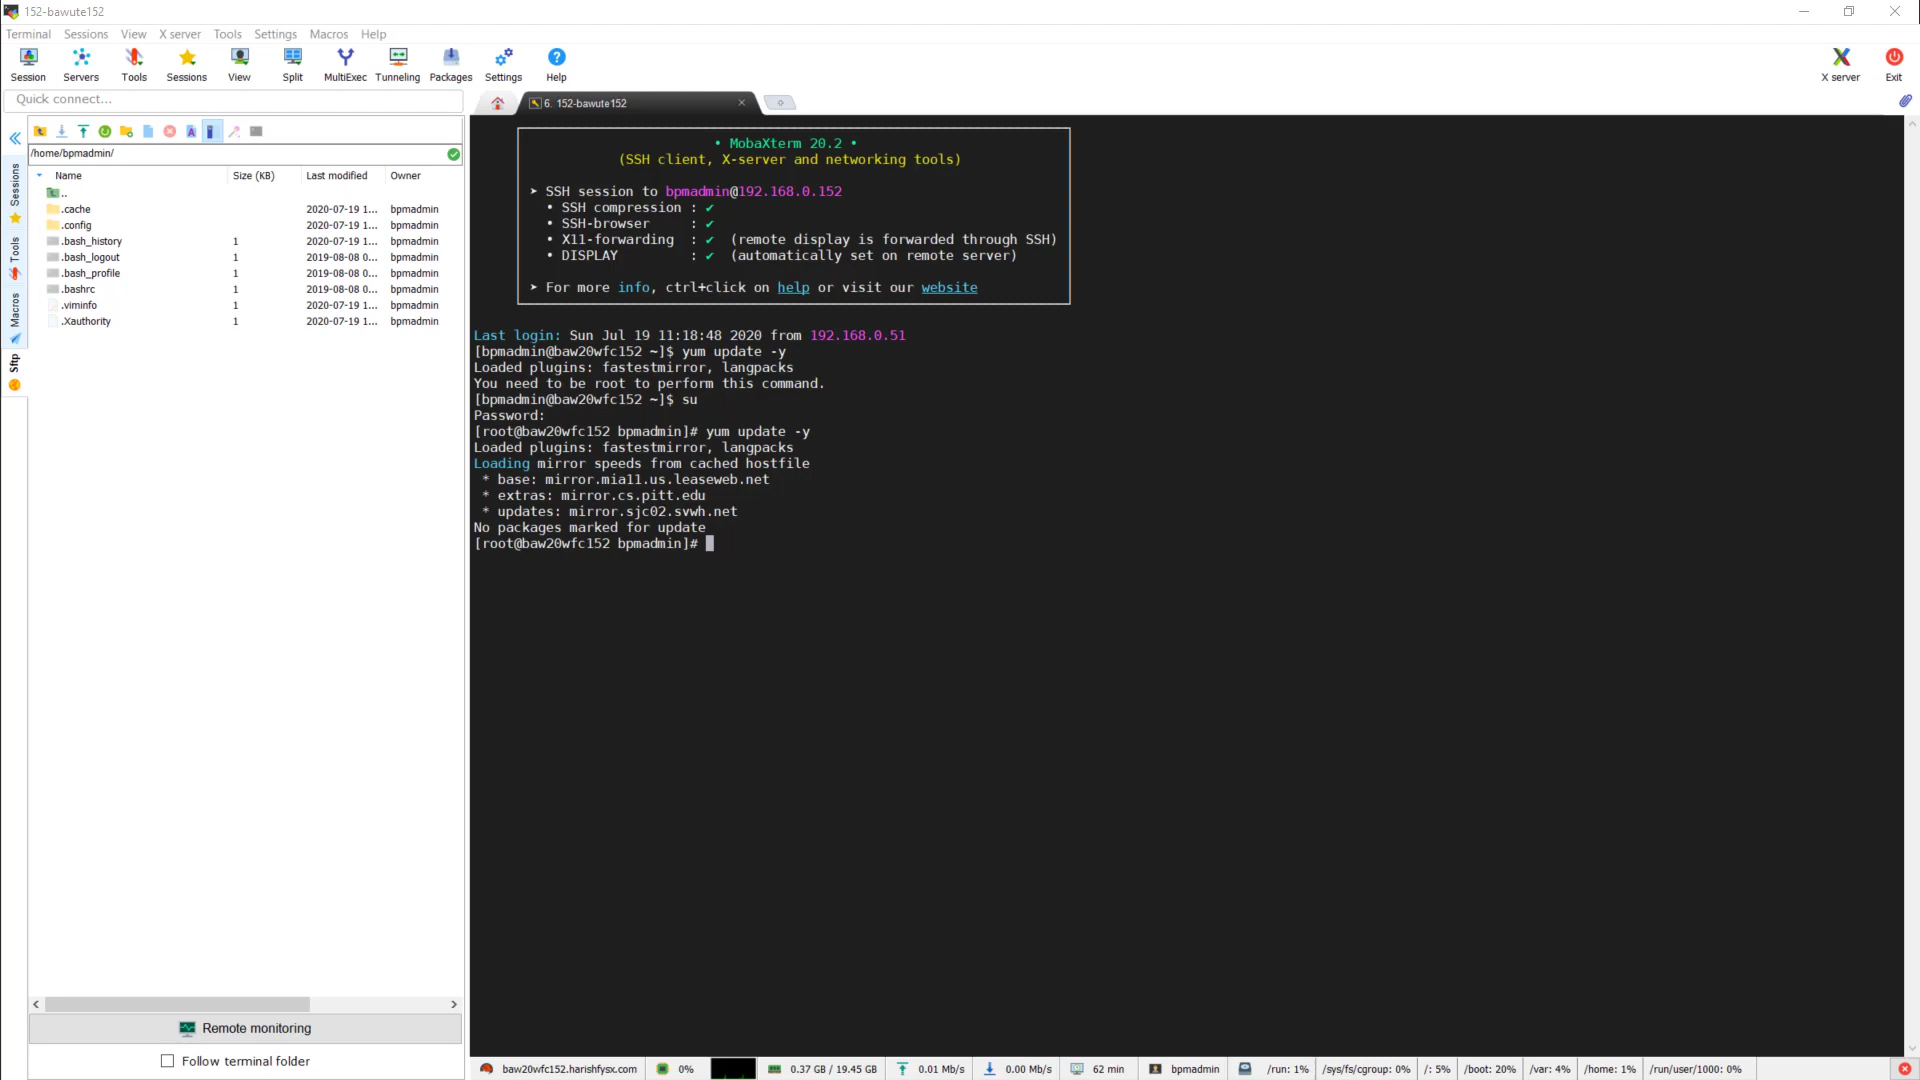 152-bawute152
Terminal Sessions View X server Tools Settings Macros Help
Session Servers Tools Sessions View Split MultiExec Tunneling Packages Settings Help X server Exit
Quick connect...
6. 152-bawute152
/home/bpmadmin/
Name Size (KB) Last modified Owner
..
.cache 2020-07-19 1... bpmadmin
.config 2020-07-19 1... bpmadmin
.bash_history 1 2020-07-19 1... bpmadmin
.bash_logout 1 2019-08-08 0... bpmadmin
.bash_profile 1 2019-08-08 0... bpmadmin
.bashrc 1 2019-08-08 0... bpmadmin
.viminfo 1 2020-07-19 1... bpmadmin
.Xauthority 1 2020-07-19 1... bpmadmin
Sessions
Tools
Macros
Sftp
Remote monitoring
Follow terminal folder
• MobaXterm 20.2 •
(SSH client, X-server and networking tools)
➤ SSH session to bpmadmin@192.168.0.152
• SSH compression : ✔
• SSH-browser : ✔
• X11-forwarding : ✔ (remote display is forwarded through SSH)
• DISPLAY : ✔ (automatically set on remote server)
➤ For more info, ctrl+click on help or visit our website
Last login: Sun Jul 19 11:18:48 2020 from 192.168.0.51
[bpmadmin@baw20wfc152 ~]$ yum update -y
Loaded plugins: fastestmirror, langpacks
You need to be root to perform this command.
[bpmadmin@baw20wfc152 ~]$ su
Password:
[root@baw20wfc152 bpmadmin]# yum update -y
Loaded plugins: fastestmirror, langpacks
Loading mirror speeds from cached hostfile
* base: mirror.mia11.us.leaseweb.net
* extras: mirror.cs.pitt.edu
* updates: mirror.sjc02.svwh.net
No packages marked for update
[root@baw20wfc152 bpmadmin]#
baw20wfc152.harishfysx.com 0% 0.37 GB / 19.45 GB 0.01 Mb/s 0.00 Mb/s 62 min bpmadmin /run: 1% /sys/fs/cgroup: 0% /: 5% /boot: 20% /var: 4% /home: 1% /run/user/1000: 0%